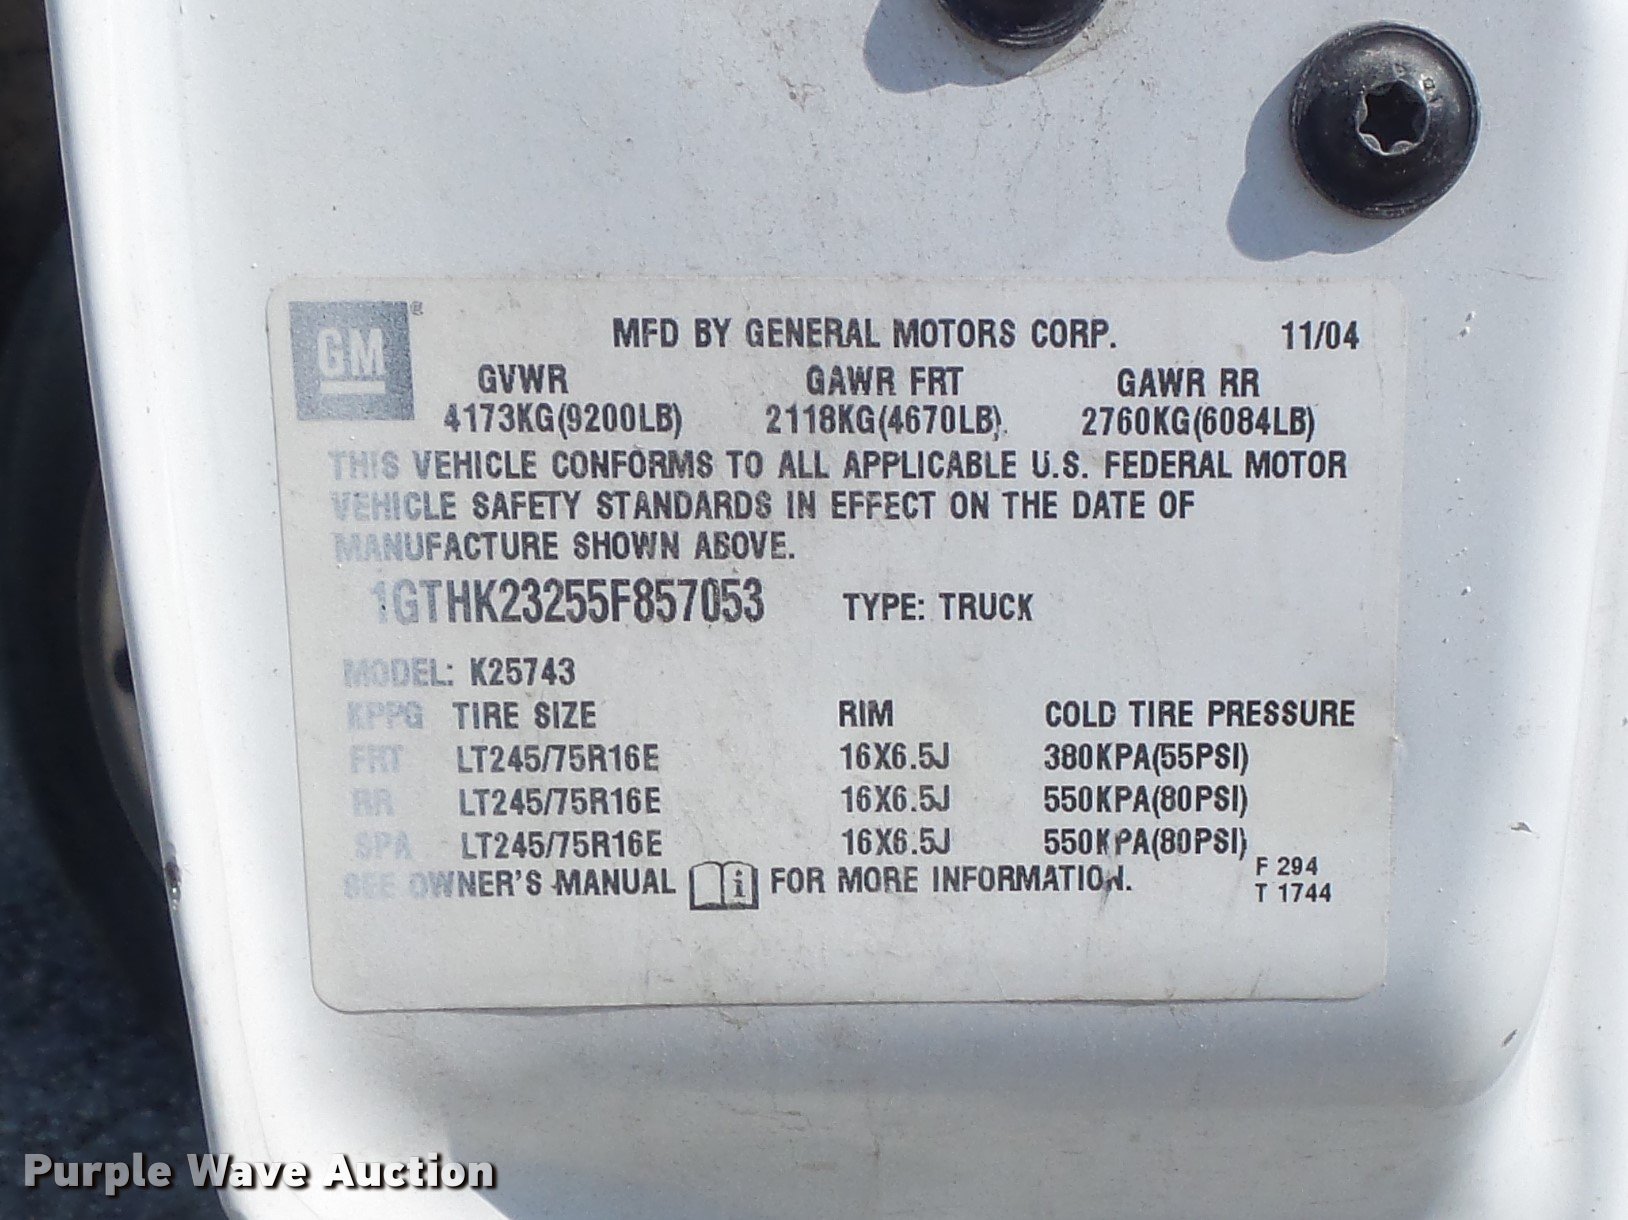 GM
MFD BY GENERAL MOTORS CORP. 11/04
GVWR GAWR FRT GAWR RR
4173KG(9200LB) 2118KG(4670LB) 2760KG(6084LB)
THIS VEHICLE CONFORMS TO ALL APPLICABLE U.S. FEDERAL MOTOR
VEHICLE SAFETY STANDARDS IN EFFECT ON THE DATE OF
MANUFACTURE SHOWN ABOVE.
1GTHK23255F857053 TYPE: TRUCK
MODEL: K25743
KPPG TIRE SIZE RIM COLD TIRE PRESSURE
FRT LT245/75R16E 16X6.5J 380KPA(55PSI)
RR LT245/75R16E 16X6.5J 550KPA(80PSI)
SPA LT245/75R16E 16X6.5J 550KPA(80PSI)
SEE OWNER'S MANUAL i FOR MORE INFORMATION.
F 294
T 1744
Purple Wave Auction